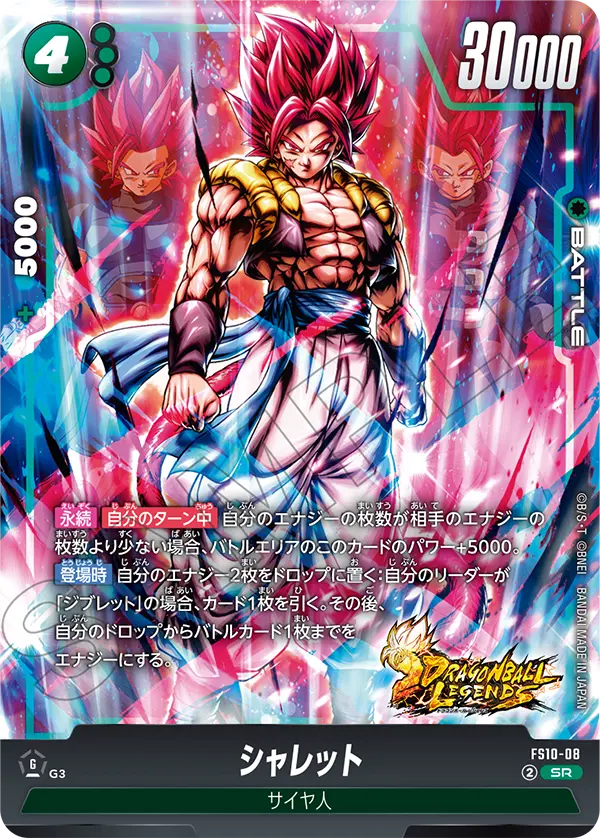 4
30000
+ 5000
BATTLE
永続 自分のターン中 自分のエナジーの枚数が相手のエナジーの
枚数より少ない場合、バトルエリアのこのカードのパワー+5000。
登場時 自分のエナジー2枚をドロップに置く:自分のリーダーが
「ジブレット」の場合、カード1枚を引く。その後、
自分のドロップからバトルカード1枚までを
エナジーにする。
DRAGONBALL
LEGENDS
©B/S・T ©BNEI BANDAI MADE IN JAPAN
シャレット
FS10-08
G G3
② SR
サイヤ人